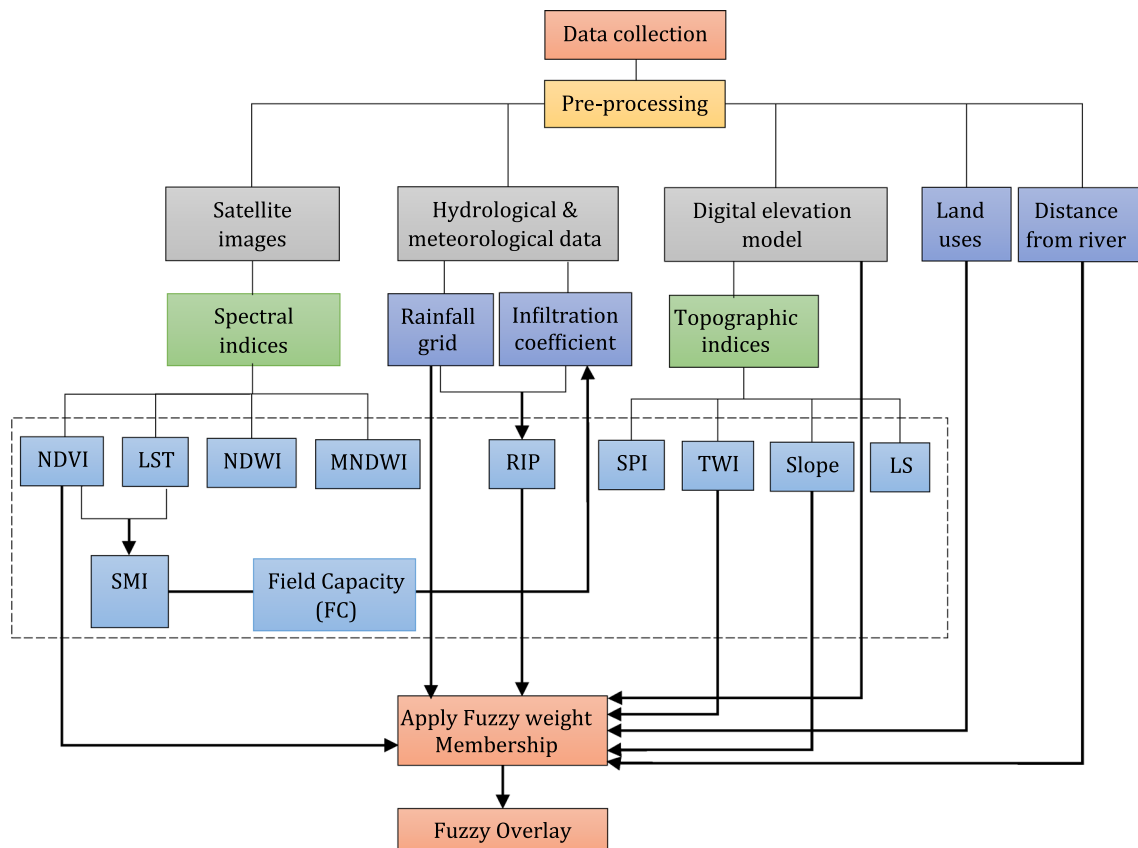 Data collection
Pre-processing
Satellite
images
Hydrological &
meteorological data
Digital elevation
model
Land
uses
Distance
from river
Spectral
indices
Rainfall
grid
Infiltration
coefficient
Topographic
indices
NDVI
LST
NDWI
MNDWI
RIP
SPI
TWI
Slope
LS
SMI
Field Capacity
(FC)
Apply Fuzzy weight
Membership
Fuzzy Overlay